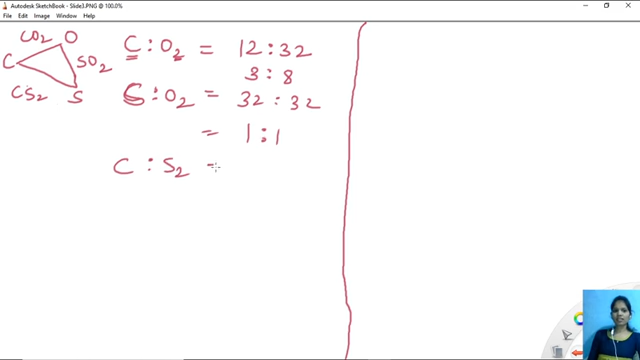 Autodesk SketchBook - Slide3.PNG @ 100.0%
File Edit Image Window Help
CO2 O
C SO2
CS2 S
C : O2 = 12 : 32
3 : 8
S : O2 = 32 : 32
= 1 : 1
C : S2 =